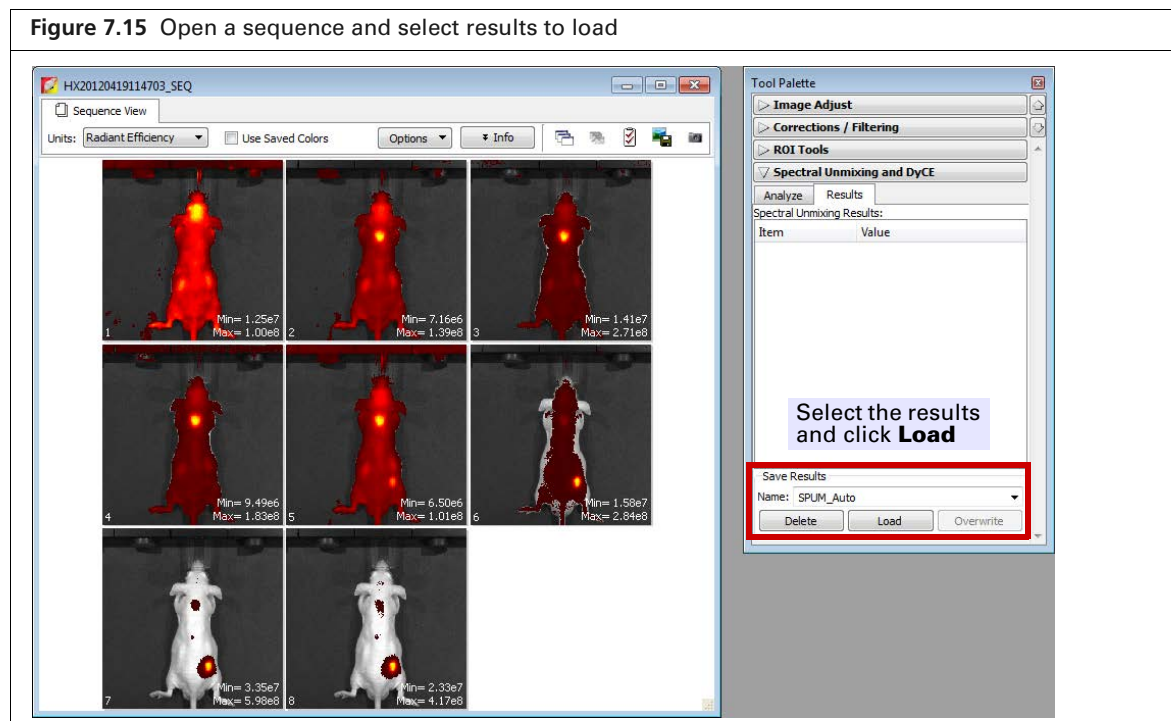 Figure 7.15 Open a sequence and select results to load
HX20120419114703_SEQ
Sequence View
Units: Radiant Efficiency Use Saved Colors Options Info
1 Min= 1.25e7
Max= 1.00e8
2 Min= 7.16e6
Max= 1.39e8
3 Min= 1.41e7
Max= 2.71e8
4 Min= 9.49e6
Max= 1.83e8
5 Min= 6.50e6
Max= 1.01e8
6 Min= 1.58e7
Max= 2.84e8
7 Min= 3.35e7
Max= 5.98e8
8 Min= 2.33e7
Max= 4.17e8
Tool Palette
Image Adjust
Corrections / Filtering
ROI Tools
Spectral Unmixing and DyCE
Analyze Results
Spectral Unmixing Results:
Item Value
Select the results
and click Load
Save Results
Name: SPUM_Auto
Delete Load Overwrite